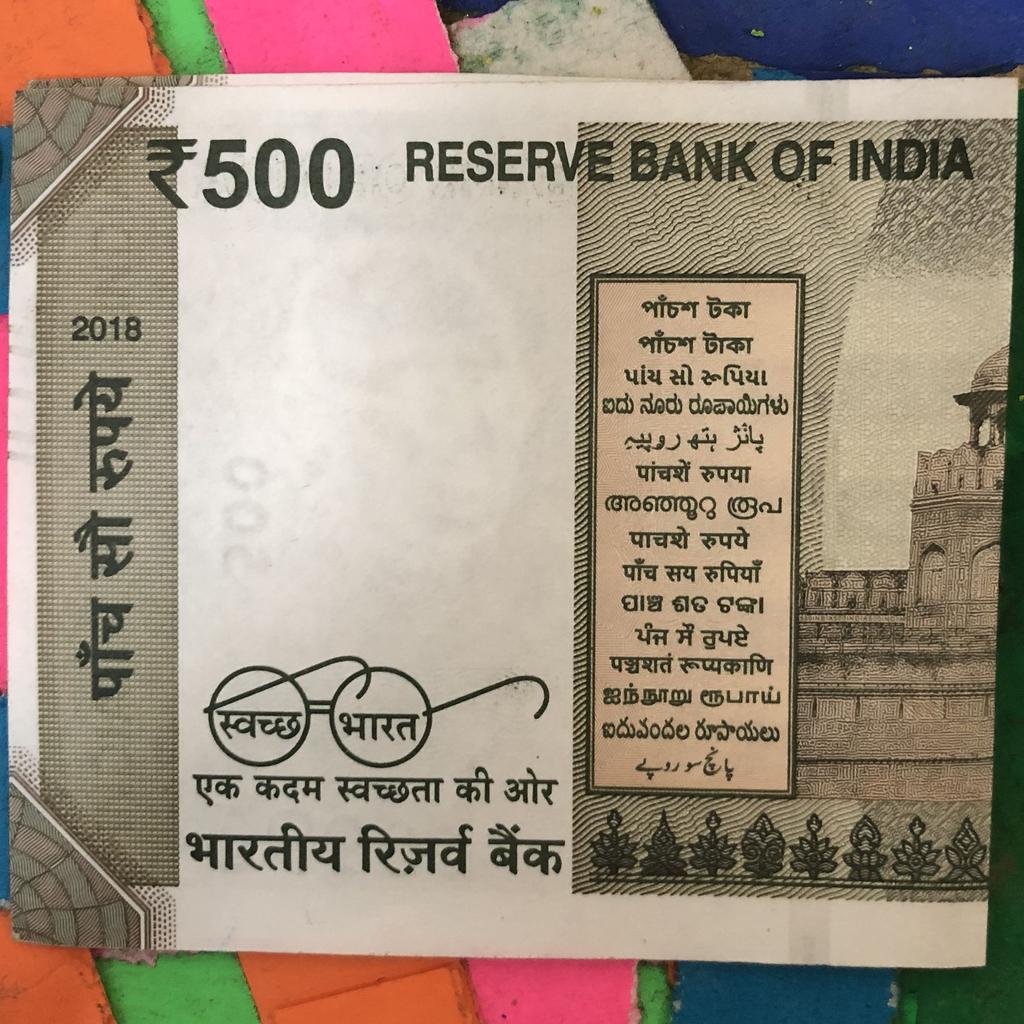 ₹500 RESERVE BANK OF INDIA
2018
पाँच सौ रुपये
পাঁচশ টকা
পাঁচশ টাকা
પાંચ સો રૂપિયા
ಐದು ನೂರು ರೂಪಾಯಿಗಳು
پانٛژ ہَتھ روپیہِ
पांचशें रुपया
അഞ്ഞൂറു രൂപ
पाचशे रुपये
पाँच सय रुपियाँ
ପାଞ୍ଚ ଶତ ଟଙ୍କା
ਪੰਜ ਸੌ ਰੁਪਏ
पञ्चशतं रूप्यकाणि
ஐந்நூறு ரூபாய்
ఐదువందల రూపాయలు
پانچ سو روپے
स्वच्छ भारत
एक कदम स्वच्छता की ओर
भारतीय रिज़र्व बैंक